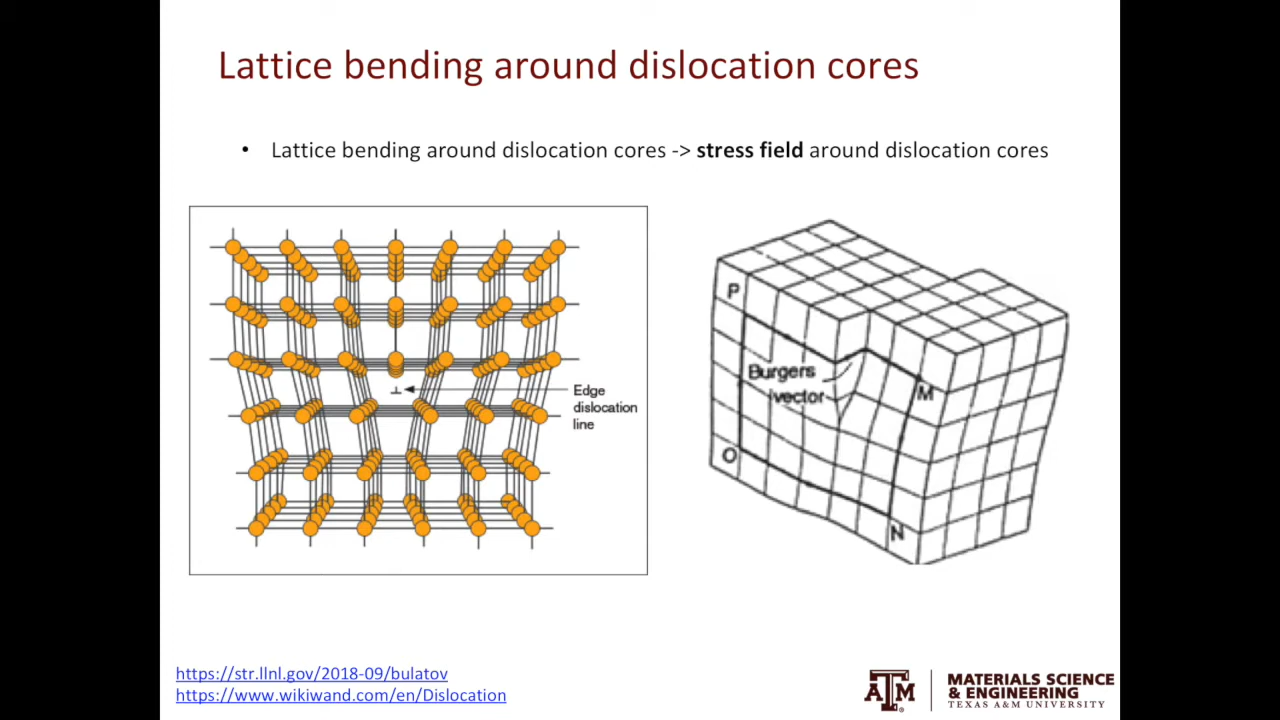 Lattice bending around dislocation cores
• Lattice bending around dislocation cores -> stress field around dislocation cores
Edge
dislocation
line
P
Burgers
vector
M
O
N
https://str.llnl.gov/2018-09/bulatov
https://www.wikiwand.com/en/Dislocation
ATM
MATERIALS SCIENCE
& ENGINEERING
TEXAS A&M UNIVERSITY